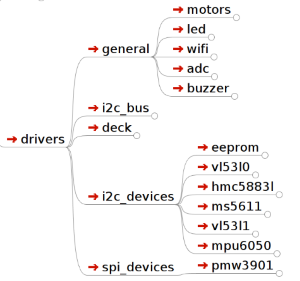 motors
led
general
wifi
adc
buzzer
i2c_bus
deck
drivers
eeprom
vl53l0
hmc5883l
i2c_devices
ms5611
vl53l1
mpu6050
spi_devices
pmw3901